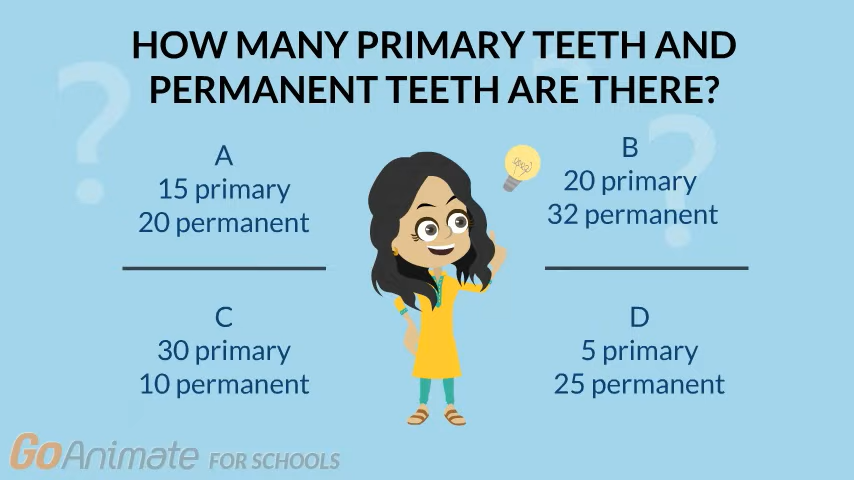 HOW MANY PRIMARY TEETH AND
PERMANENT TEETH ARE THERE?
A
15 primary
20 permanent
B
20 primary
32 permanent
C
30 primary
10 permanent
D
5 primary
25 permanent
GoAnimate FOR SCHOOLS